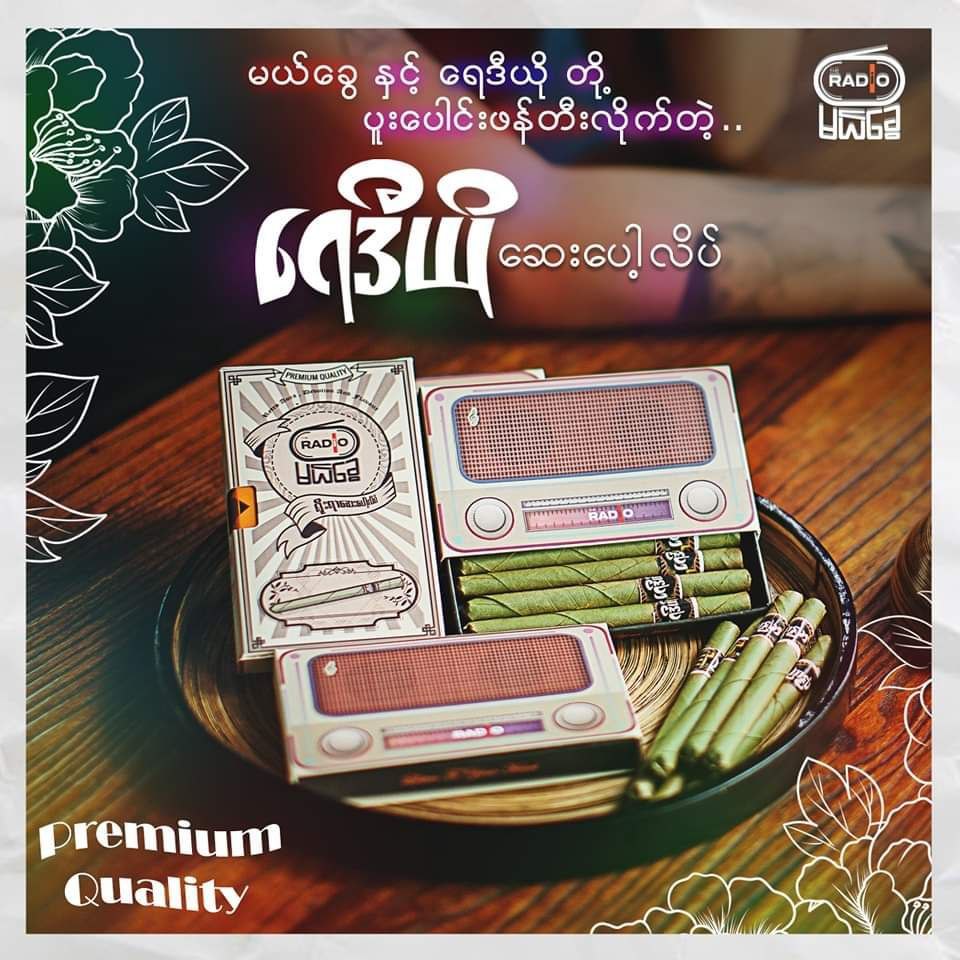 မယ်ခွေ နှင့် ရေဒီယို တို့
ပူးပေါင်းဖန်တီးလိုက်တဲ့..
THE
RADIO
မယ်ခွေ
ရေဒီယို ဆေးပေါ့လိပ်
PREMIUM QUALITY
RADIO
မယ်ခွေ
RADIO
RADIO
Premium
Quality